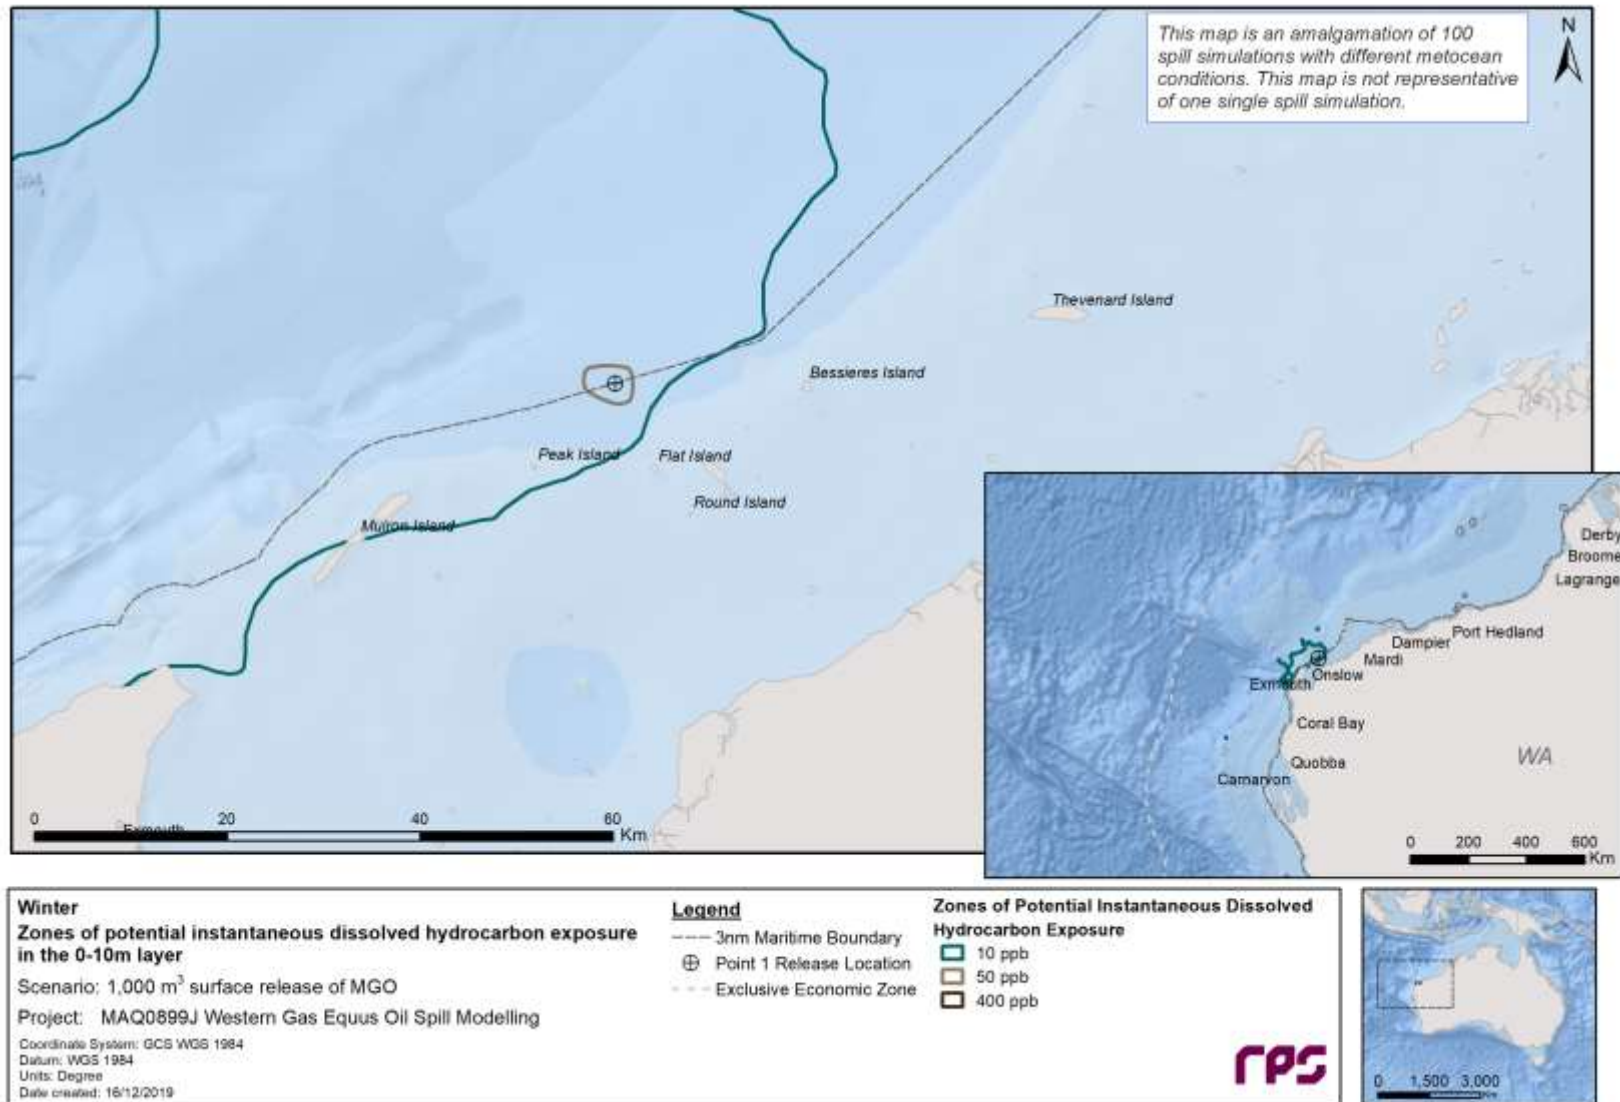 This map is an amalgamation of 100
spill simulations with different metocean
conditions. This map is not representative
of one single spill simulation.
N
Thevenard Island
Bessieres Island
Peak Island
Flat Island
Round Island
Muiron Island
Exmouth
0 20 40 60 Km
Derby
Broome
Lagrange
Port Hedland
Dampier
Mardi
Onslow
Exmouth
Coral Bay
WA
Quobba
Carnarvon
0 200 400 600 Km
Winter
Zones of potential instantaneous dissolved hydrocarbon exposure
in the 0-10m layer
Scenario: 1,000 m³ surface release of MGO
Project: MAQ0899J Western Gas Equus Oil Spill Modelling
Coordinate System: GCS WGS 1984
Datum: WGS 1984
Units: Degree
Date created: 16/12/2019
Legend
3nm Maritime Boundary
Point 1 Release Location
Exclusive Economic Zone
Zones of Potential Instantaneous Dissolved
Hydrocarbon Exposure
10 ppb
50 ppb
400 ppb
rps
0 1,500 3,000
Km